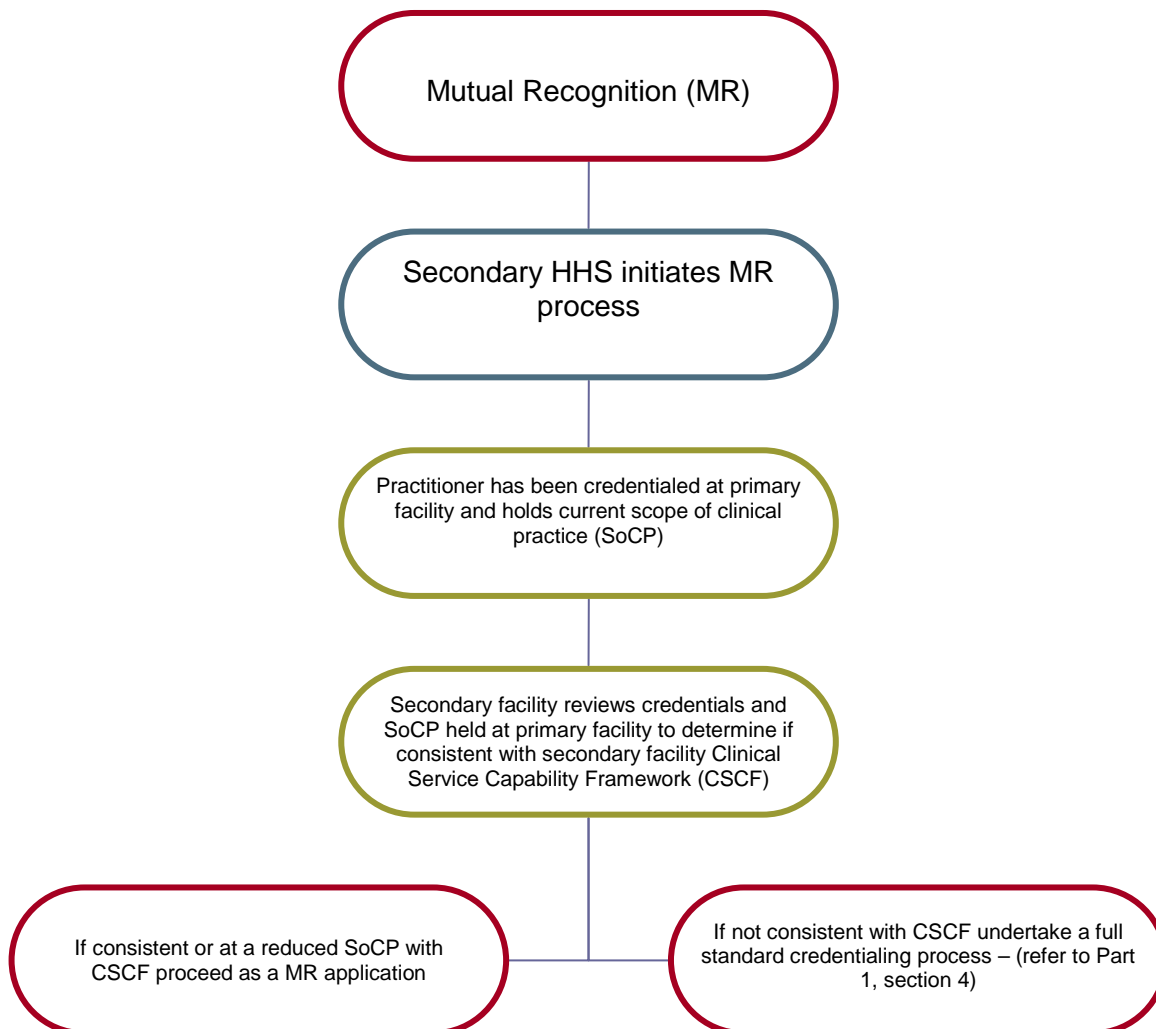 Mutual Recognition (MR)
Secondary HHS initiates MR
process
Practitioner has been credentialed at primary
facility and holds current scope of clinical
practice (SoCP)
Secondary facility reviews credentials and
SoCP held at primary facility to determine if
consistent with secondary facility Clinical
Service Capability Framework (CSCF)
If consistent or at a reduced SoCP with
CSCF proceed as a MR application
If not consistent with CSCF undertake a full
standard credentialing process – (refer to Part
1, section 4)